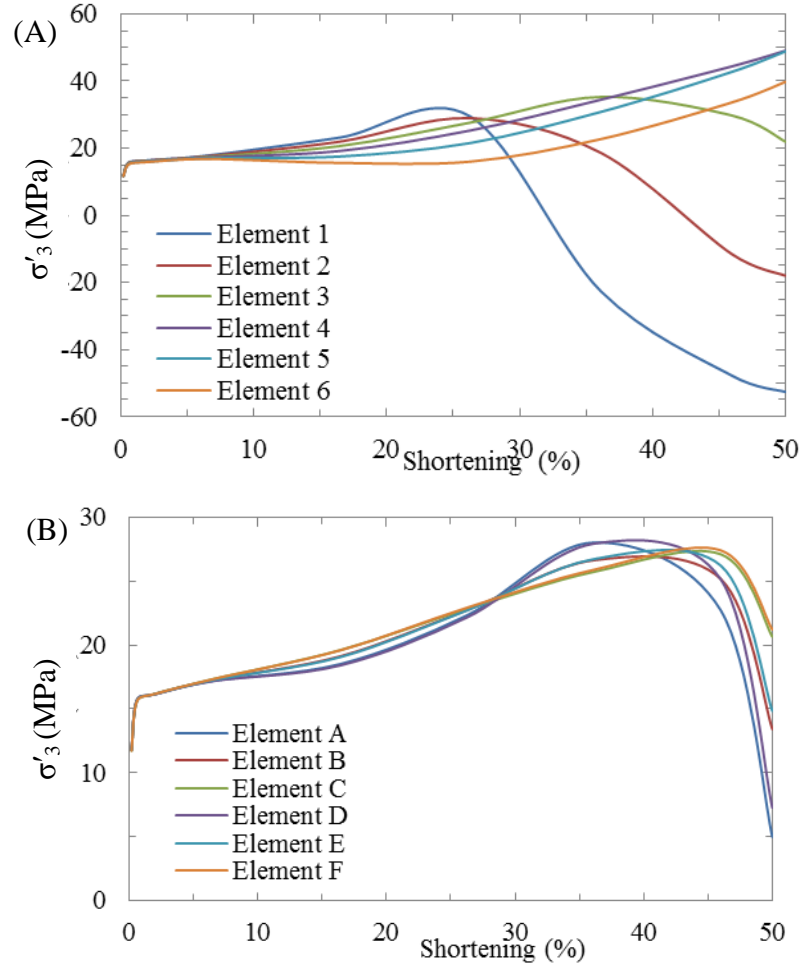 (A)
60
40
20
0
-20
-40
-60
σ′3 (MPa)
Element 1
Element 2
Element 3
Element 4
Element 5
Element 6
0 10 20 30 40 50
Shortening (%)
(B)
30
20
10
0
σ′3 (MPa)
Element A
Element B
Element C
Element D
Element E
Element F
0 10 20 30 40 50
Shortening (%)